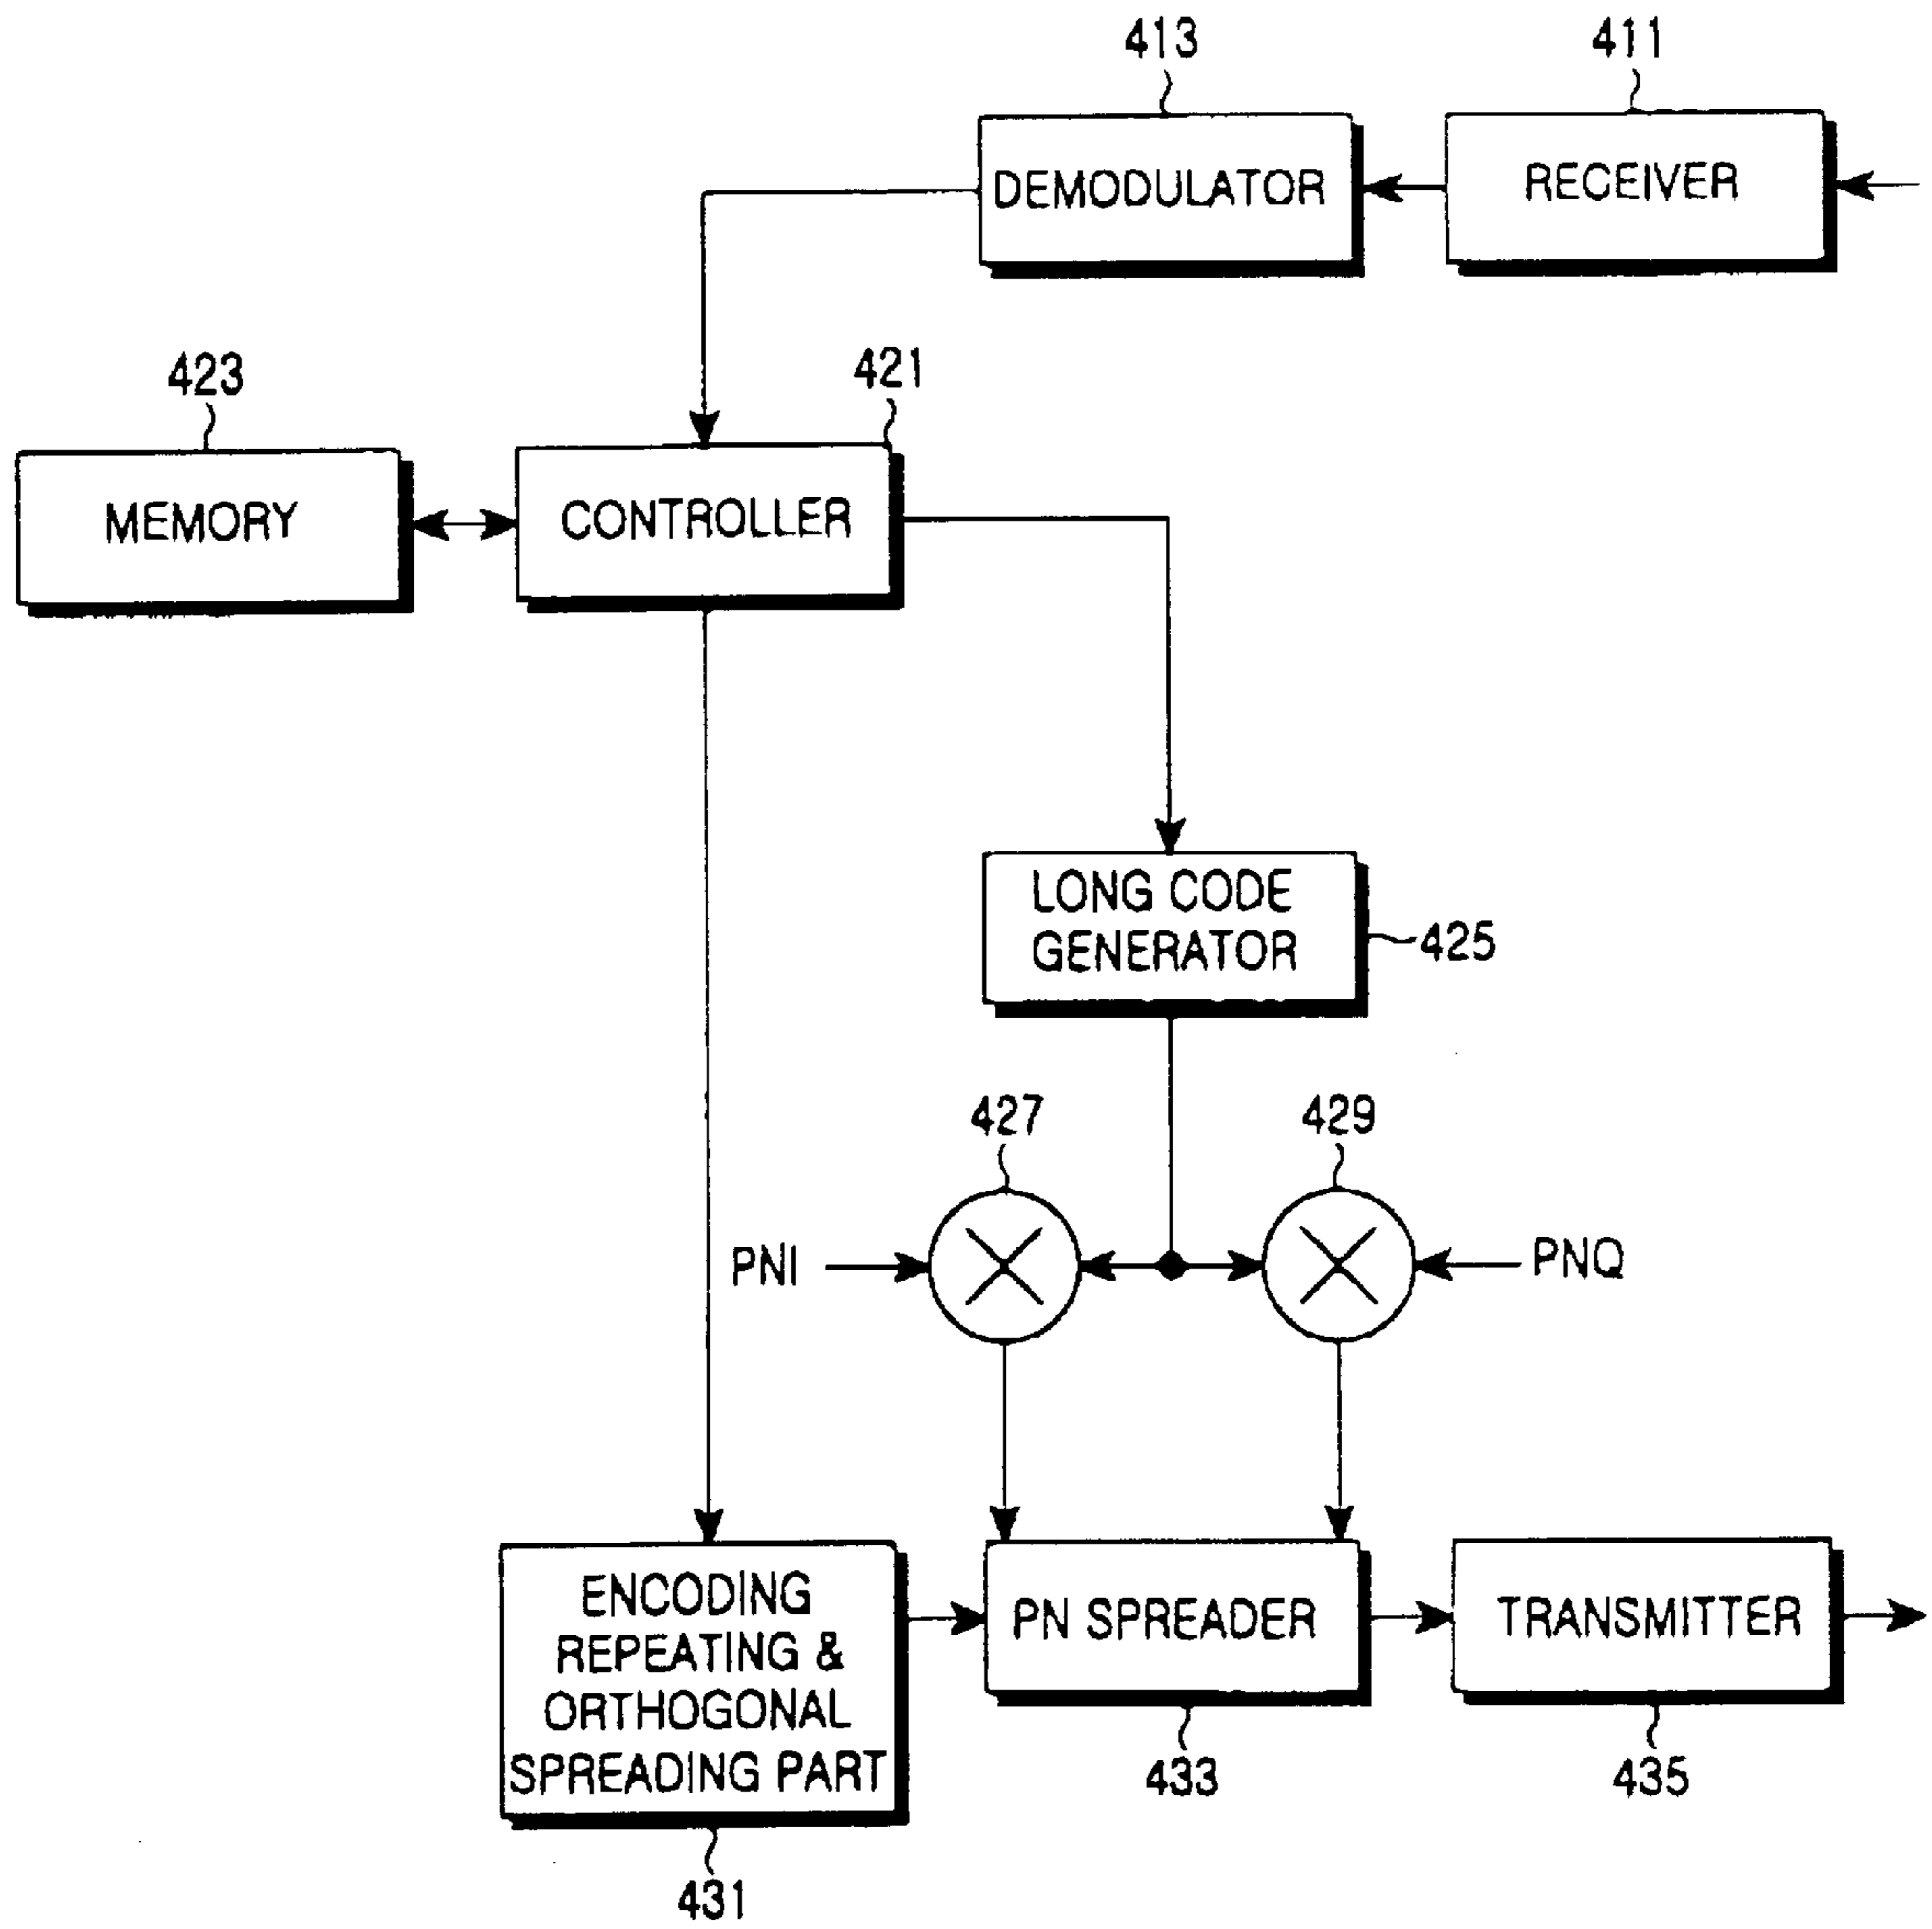 413
411
DEMODULATOR
RECEIVER
423
421
MEMORY
CONTROLLER
LONG CODE
GENERATOR
425
427
429
PNI
PNQ
ENCODING
REPEATING &
ORTHOGONAL
SPREADING PART
PN SPREADER
TRANSMITTER
433
435
431